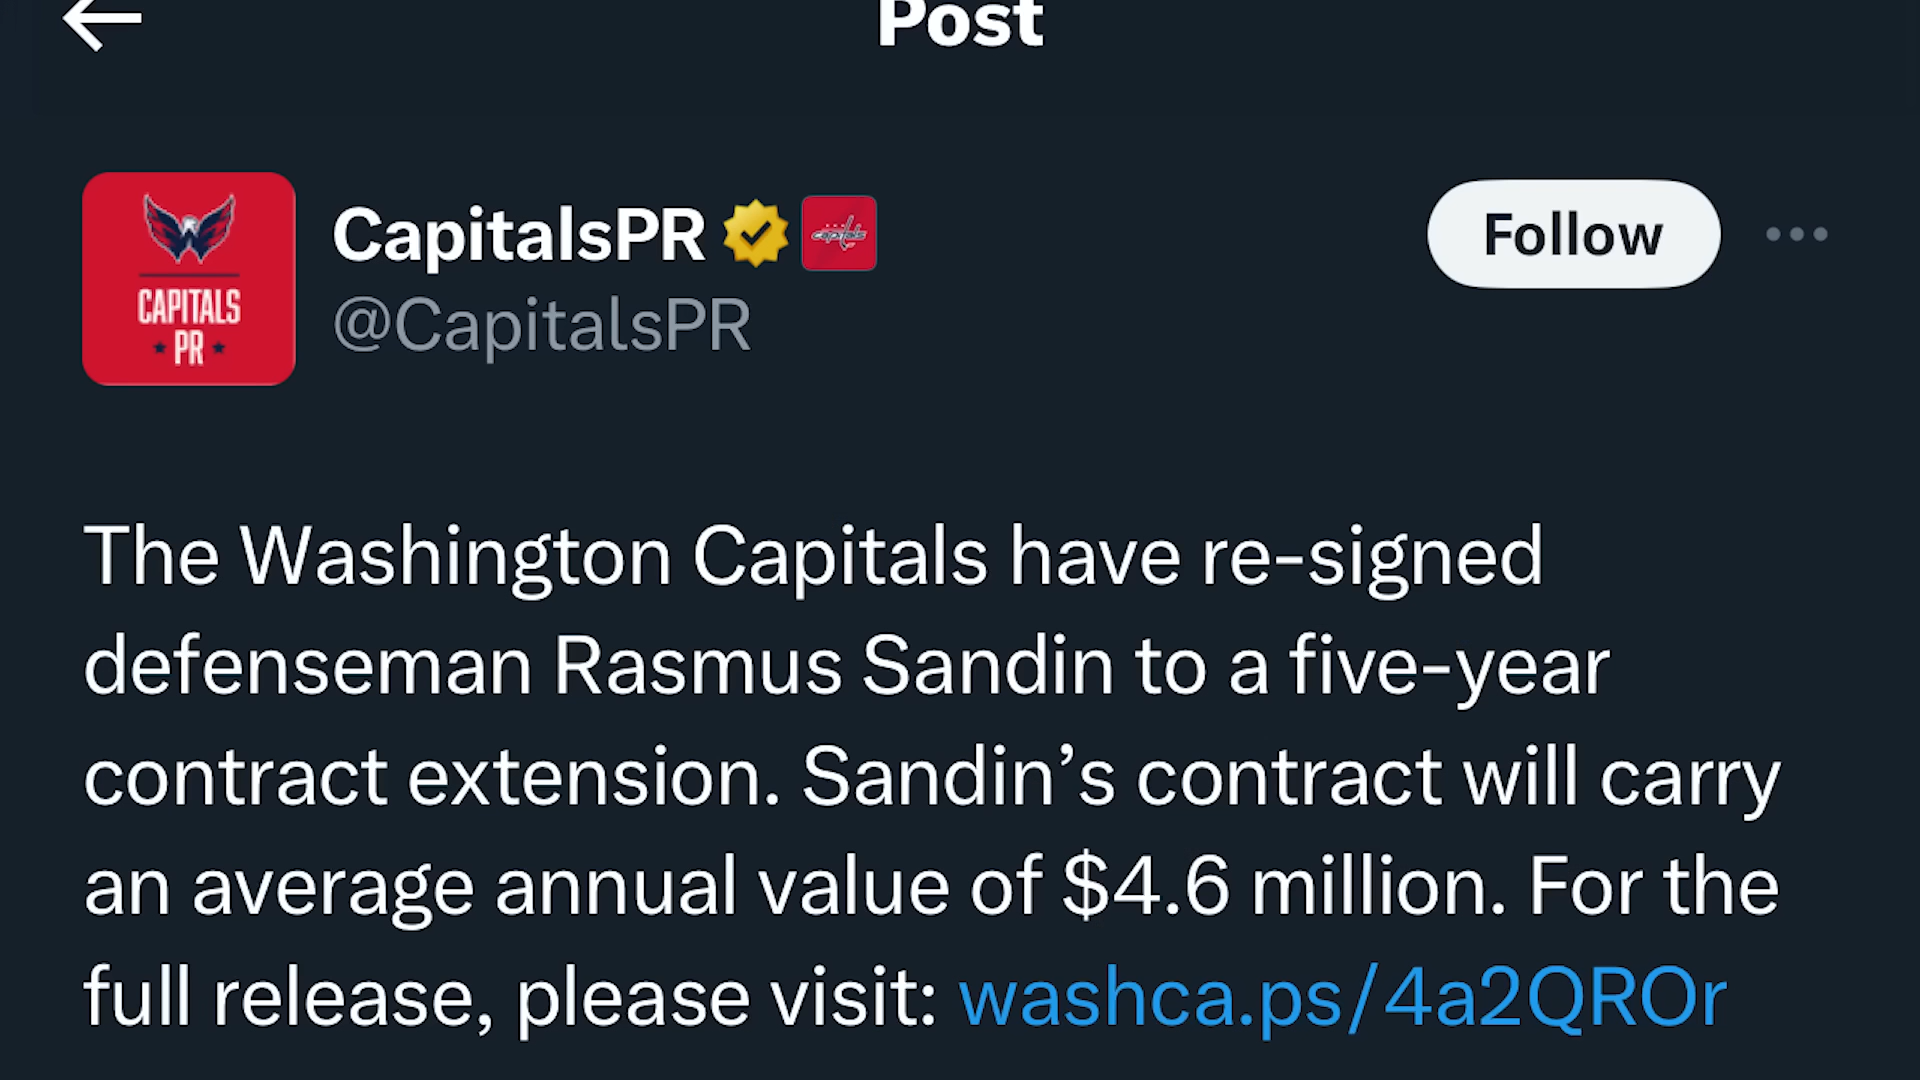 Post
CapitalsPR
capitals
@CapitalsPR
Follow
CAPITALS
PR
The Washington Capitals have re-signed
defenseman Rasmus Sandin to a five-year
contract extension. Sandin’s contract will carry
an average annual value of $4.6 million. For the
full release, please visit: washca.ps/4a2QROr